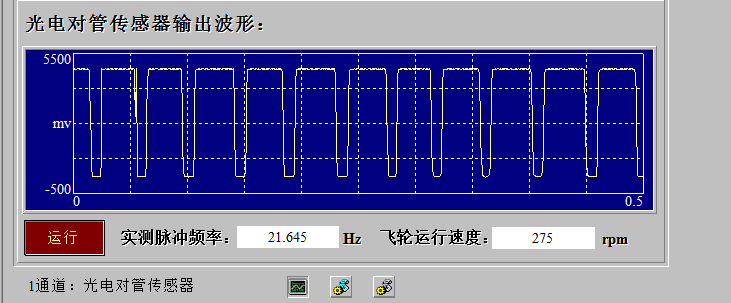 光电对管传感器输出波形：
5500
mv
-500
0 0.5
运行 实测脉冲频率： 21.645 Hz 飞轮运行速度： 275 rpm
1通道：光电对管传感器